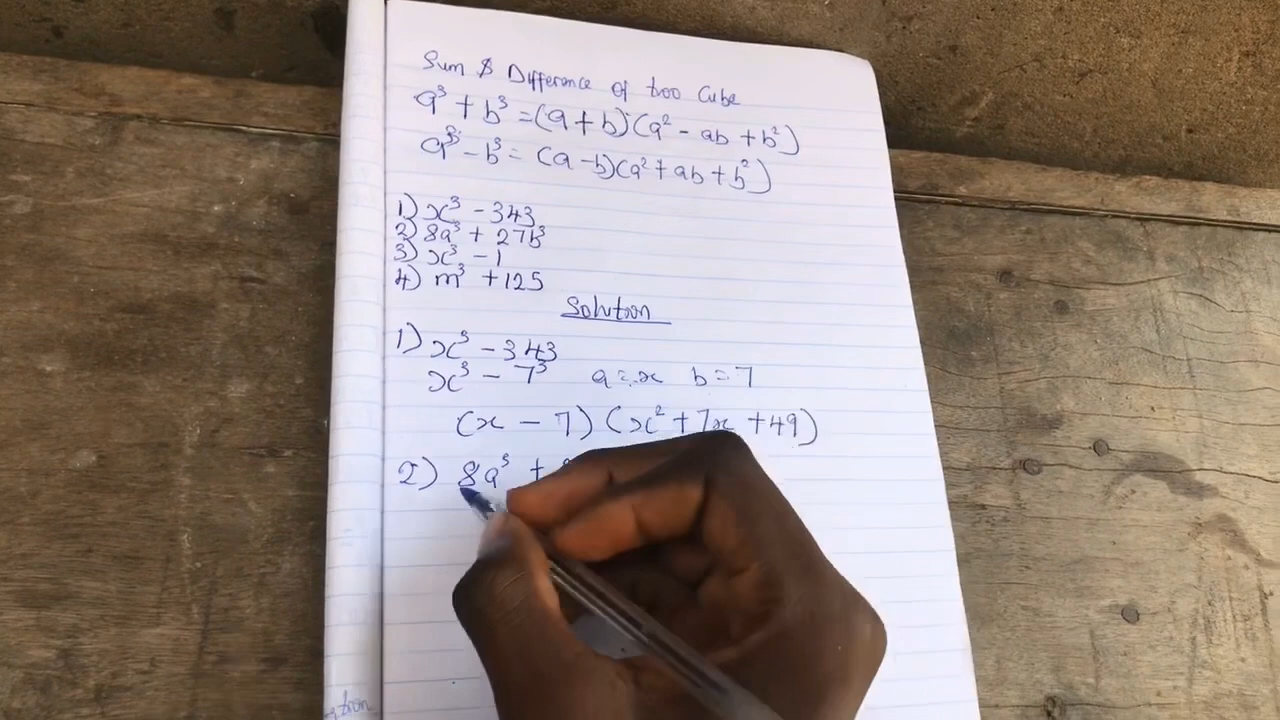 Sum & Difference of two Cube
a³ + b³ = (a + b)(a² - ab + b²)
a³ - b³ = (a - b)(a² + ab + b²)
1) x³ - 343
2) 8a³ + 27b³
3) x³ - 1
4) m³ + 125
Solution
1) x³ - 343
x³ - 7³ a = x b = 7
(x - 7) (x² + 7x + 49)
2) 8a³ +